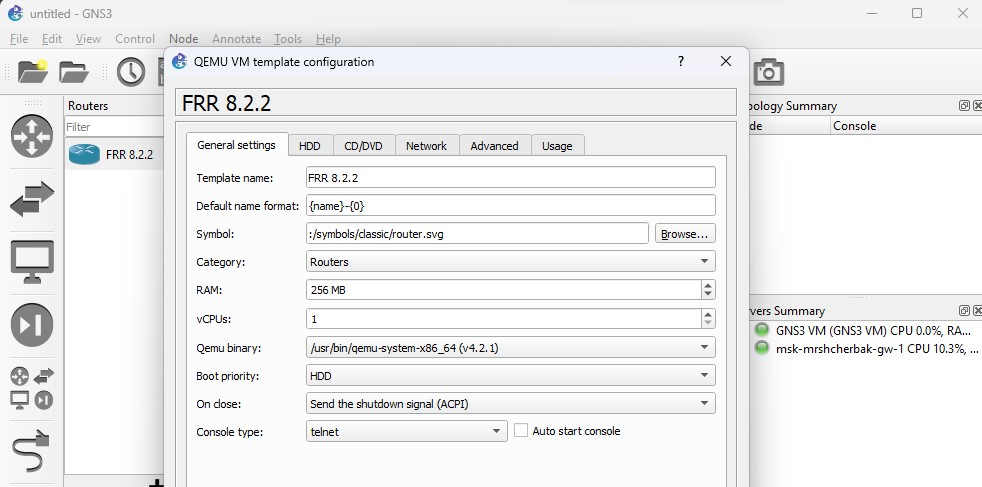 untitled - GNS3
File Edit View Control Node Annotate Tools Help
QEMU VM template configuration ?
Routers
Filter
FRR 8.2.2
FRR 8.2.2
General settings HDD CD/DVD Network Advanced Usage
Template name: FRR 8.2.2
Default name format: {name}-{0}
Symbol: :/symbols/classic/router.svg Browse...
Category: Routers
RAM: 256 MB
vCPUs: 1
Qemu binary: /usr/bin/qemu-system-x86_64 (v4.2.1)
Boot priority: HDD
On close: Send the shutdown signal (ACPI)
Console type: telnet Auto start console
pology Summary
de Console
vers Summary
GNS3 VM (GNS3 VM) CPU 0.0%, RA...
msk-mrshcherbak-gw-1 CPU 10.3%, ...